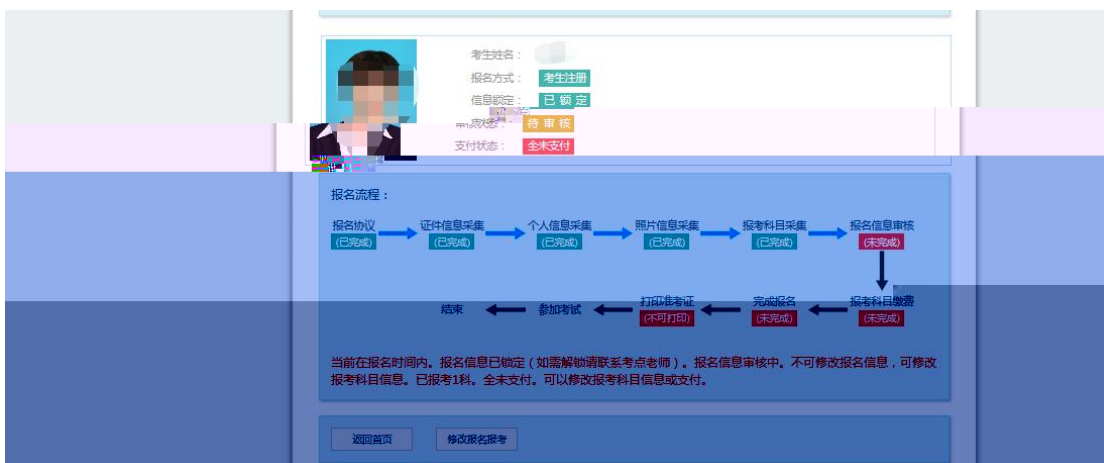 考生姓名：
报名方式： 考生注册
信息锁定： 已锁定
审核状态： 待审核
支付状态： 全未支付
报名流程：
报名协议 证件信息采集 个人信息采集 照片信息采集 报考科目采集 报名信息审核
(已完成) (已完成) (已完成) (已完成) (已完成) (未完成)
结束 参加考试 打印准考证 完成报名 报考科目缴费
(不可打印) (未完成) (未完成)
当前在报名时间内。报名信息已锁定（如需解锁请联系考点老师）。报名信息审核中。不可修改报名信息，可修改
报考科目信息。已报考1科。全未支付。可以修改报考科目信息或支付。
返回首页 修改报名报考